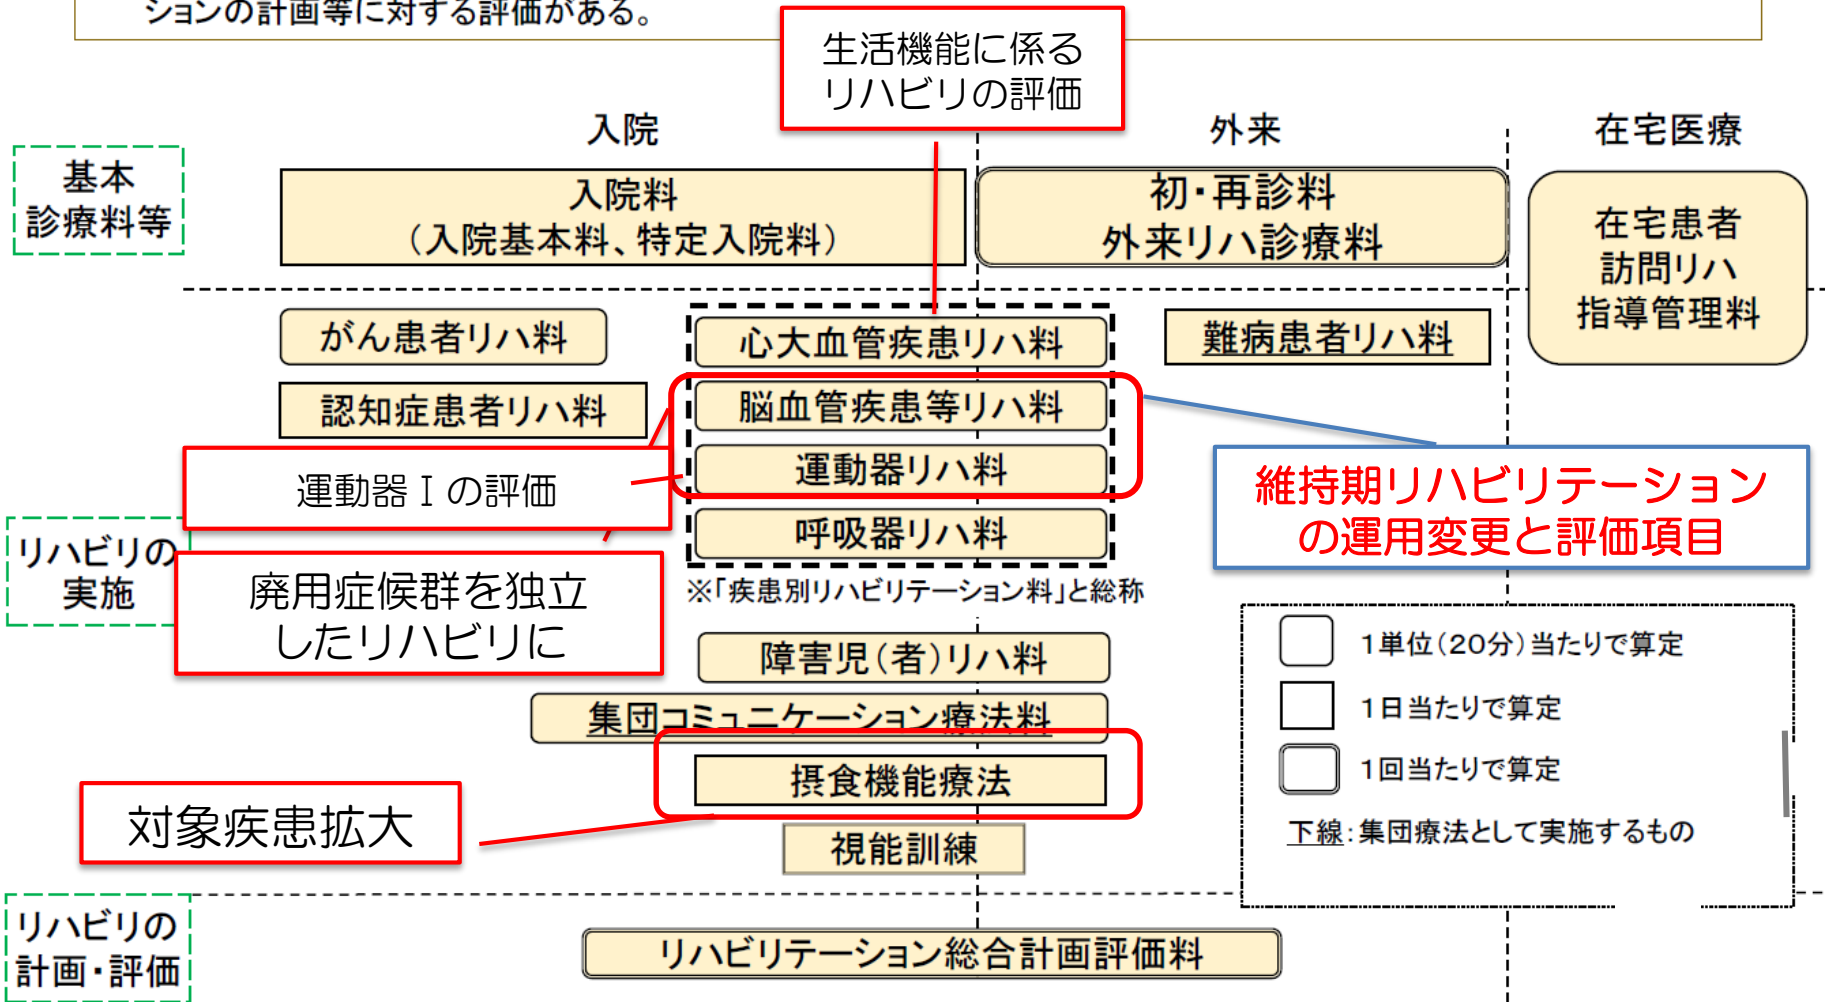 ションの計画等に対する評価がある。
生活機能に係る
リハビリの評価
入院
外来
在宅医療
基本
診療料等
入院料
（入院基本料、特定入院料）
初・再診料
外来リハ診療料
在宅患者
訪問リハ
指導管理料
がん患者リハ料
心大血管疾患リハ料
難病患者リハ料
認知症患者リハ料
脳血管疾患等リハ料
運動器Ⅰの評価
運動器リハ料
維持期リハビリテーション
の運用変更と評価項目
リハビリの
実施
呼吸器リハ料
廃用症候群を独立
したリハビリに
※「疾患別リハビリテーション料」と総称
障害児（者）リハ料
集団コミュニケーション療法料
摂食機能療法
対象疾患拡大
視能訓練
1単位（20分）当たりで算定
1日当たりで算定
1回当たりで算定
下線：集団療法として実施するもの
リハビリの
計画・評価
リハビリテーション総合計画評価料